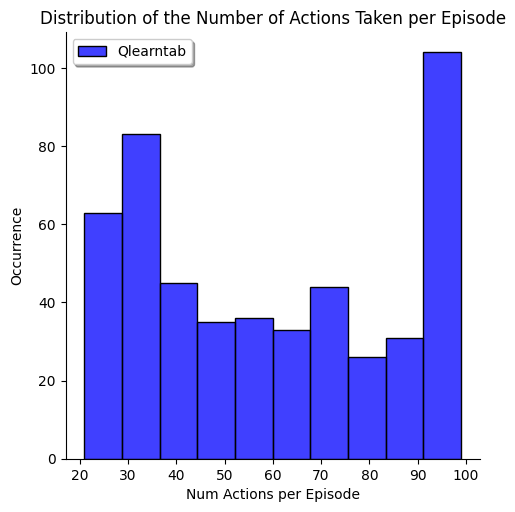 Distribution of the Number of Actions Taken per Episode
Qlearntab
100
80
60
40
20
0
Occurrence
20 30 40 50 60 70 80 90 100
Num Actions per Episode